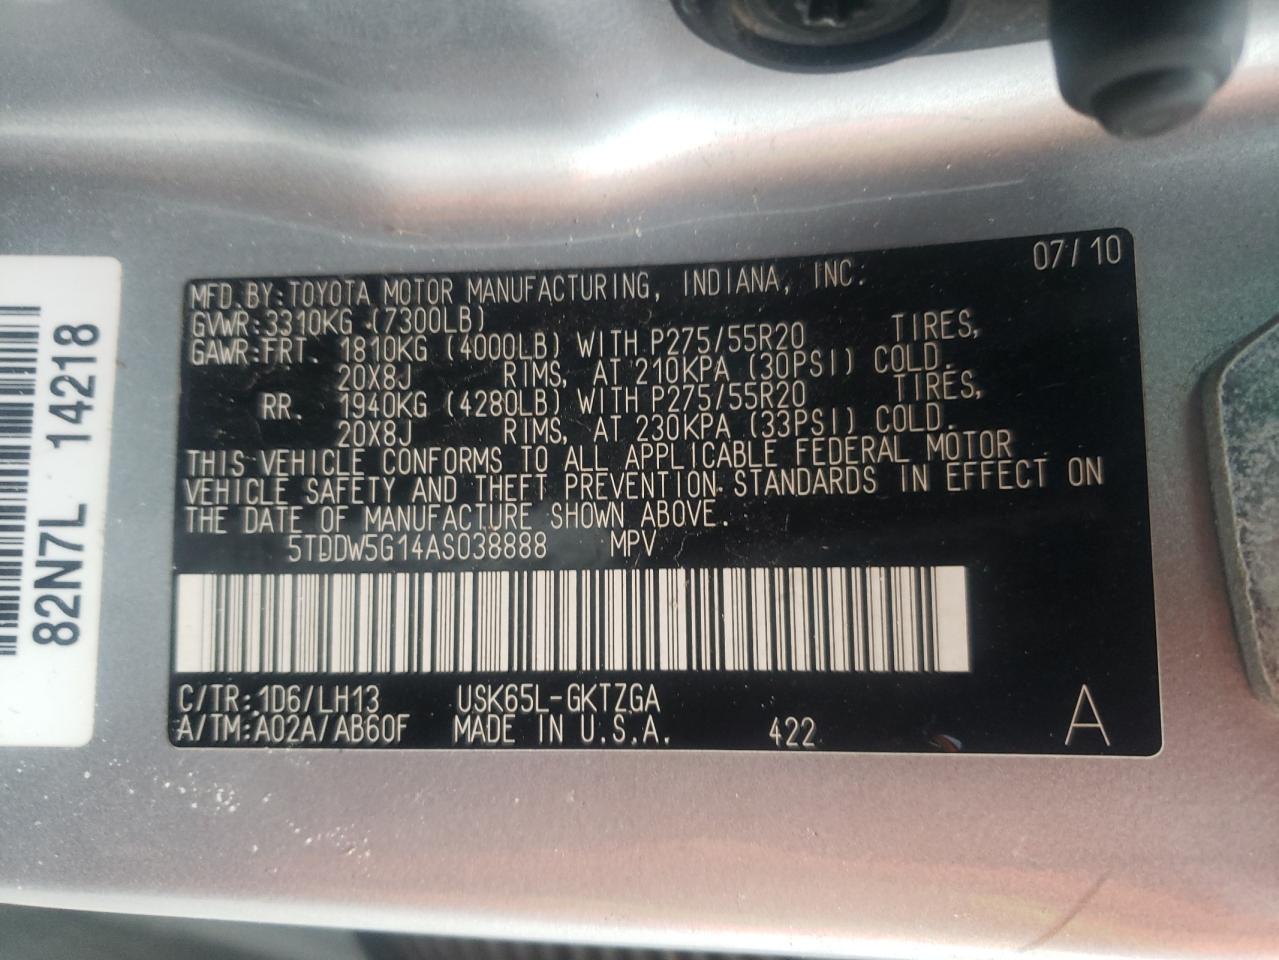 07/10
MFD.BY:TOYOTA MOTOR MANUFACTURING, INDIANA, INC.
GVWR:3310KG (7300LB)
GAWR:FRT. 1810KG (4000LB) WITH P275/55R20 TIRES,
20X8J RIMS, AT 210KPA (30PSI) COLD.
RR. 1940KG (4280LB) WITH P275/55R20 TIRES,
20X8J RIMS, AT 230KPA (33PSI) COLD.
THIS VEHICLE CONFORMS TO ALL APPLICABLE FEDERAL MOTOR
VEHICLE SAFETY AND THEFT PREVENTION STANDARDS IN EFFECT ON
THE DATE OF MANUFACTURE SHOWN ABOVE.
5TDDW5G14AS038888 MPV
C/TR:1D6/LH13 USK65L-GKTZGA
A/TM:A02A/AB60F MADE IN U.S.A. 422 A
82N7L 14218